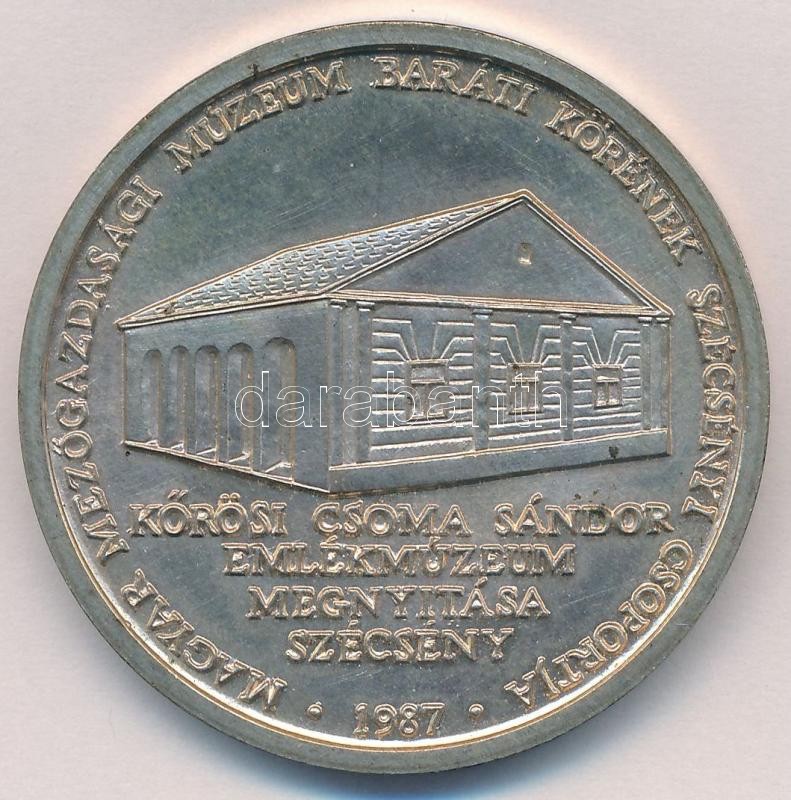 MAGYAR MEZŐGAZDASÁGI MÚZEUM BARÁTI KÖRÉNEK SZÉCSÉNYI CSOPORTJA
KŐRÖSI CSOMA SÁNDOR
EMLÉKMÚZEUM
MEGNYITÁSA
SZÉCSÉNY
• 1987 •
darabanth